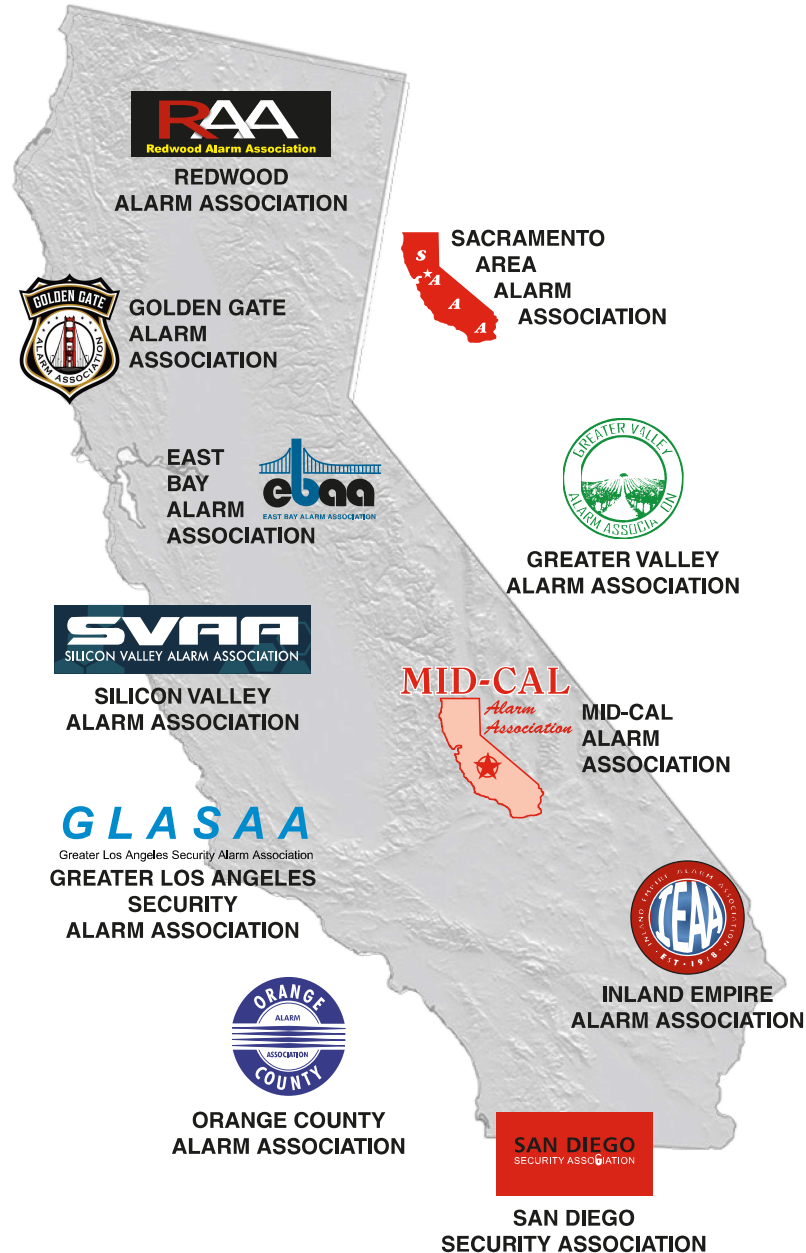 RAA
Redwood Alarm Association
REDWOOD
ALARM ASSOCIATION
S
A
A
A
SACRAMENTO
AREA
ALARM
ASSOCIATION
GOLDEN GATE
ALARM ASSOCIATION
GOLDEN GATE
ALARM
ASSOCIATION
EAST
BAY
ALARM
ASSOCIATION
ebaa
EAST BAY ALARM ASSOCIATION
GREATER VALLEY
ALARM ASSOCIA ON
GREATER VALLEY
ALARM ASSOCIATION
SVAA
SILICON VALLEY ALARM ASSOCIATION
SILICON VALLEY
ALARM ASSOCIATION
MID-CAL
Alarm
Association
MID-CAL
ALARM
ASSOCIATION
GLASAA
Greater Los Angeles Security Alarm Association
GREATER LOS ANGELES
SECURITY
ALARM ASSOCIATION
INLAND EMPIRE ALARM ASSOCIATION
IEAA
· EST · 1978 ·
INLAND EMPIRE
ALARM ASSOCIATION
ORANGE
ALARM
ASSOCIATION
COUNTY
ORANGE COUNTY
ALARM ASSOCIATION
SAN DIEGO
SECURITY ASSOCIATION
SAN DIEGO
SECURITY ASSOCIATION